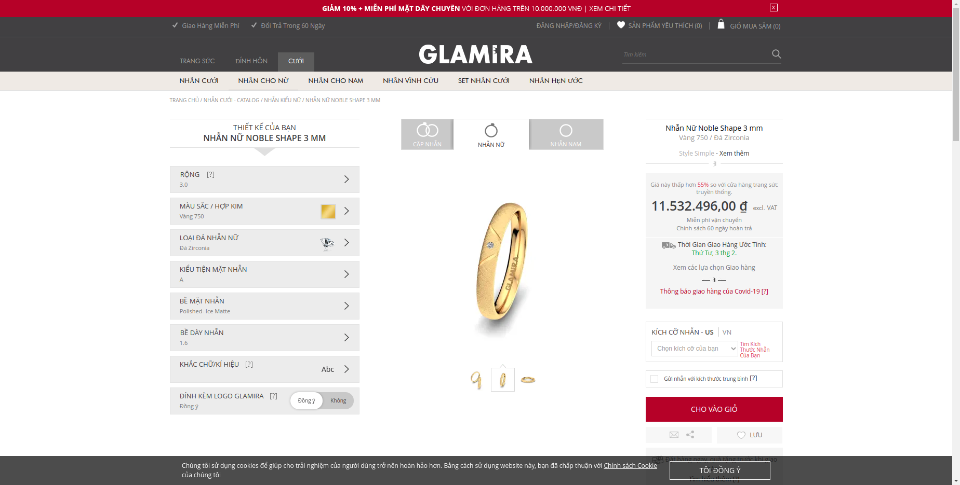 GIẢM 10% + MIỄN PHÍ MẶT DÂY CHUYỀN VỚI ĐƠN HÀNG TRÊN 10.000.000 VNĐ | XEM CHI TIẾT
Giao Hàng Miễn Phí
Đổi Trả Trong 60 Ngày
ĐĂNG NHẬP/ĐĂNG KÝ
SẢN PHẨM YÊU THÍCH (0)
GIỎ MUA SẮM (0)
TRANG SỨC
ĐÍNH HÔN
CƯỚI
GLAMIRA
Tìm kiếm
NHẪN CƯỚI
NHẪN CHO NỮ
NHẪN CHO NAM
NHẪN VĨNH CỬU
SET NHẪN CƯỚI
NHẪN HẸN ƯỚC
TRANG CHỦ / NHẪN CƯỚI - CATALOG / NHẪN KIỂU NỮ / NHẪN NỮ NOBLE SHAPE 3 MM
THIẾT KẾ CỦA BẠN
NHẪN NỮ NOBLE SHAPE 3 MM
RỘNG [?]
3.0
MÀU SẮC / HỢP KIM
Vàng 750
LOẠI ĐÁ NHẪN NỮ
Đá Zirconia
KIỂU TIỆN MẶT NHẪN
A
BỀ MẶT NHẪN
Polished- Ice Matte
BỀ DÀY NHẪN
1.6
KHẮC CHỮ/KÍ HIỆU [?]
Abc
ĐÍNH KÈM LOGO GLAMIRA [?]
Đồng ý
Đồng ý
Không
CẶP NHẪN
NHẪN NỮ
NHẪN NAM
GLAMIRA
Nhẫn Nữ Noble Shape 3 mm
Vàng 750 / Đá Zirconia
Style Simple - Xem thêm
Giá này thấp hơn 55% so với cửa hàng trang sức
truyền thống.
11.532.496,00 ₫ excl. VAT
Miễn phí vận chuyển
Chính sách 60 ngày hoàn trả
Thời Gian Giao Hàng Ước Tính:
Thứ Tư, 3 thg 2.
Xem các lựa chọn Giao hàng
Thông báo giao hàng của Covid-19 [?]
KÍCH CỠ NHẪN - US | VN
Chọn kích cỡ của bạn
Tìm Kích
Thước Nhẫn
Của Bạn
Gửi nhẫn với kích thước trung bình [?]
CHO VÀO GIỎ
LƯU
Chúng tôi sử dụng cookies để giúp cho trải nghiệm của người dùng trở nên hoàn hảo hơn. Bằng cách sử dụng website này, bạn đã chấp thuận với Chính sách Cookie
của chúng tô
TÔI ĐỒNG Ý